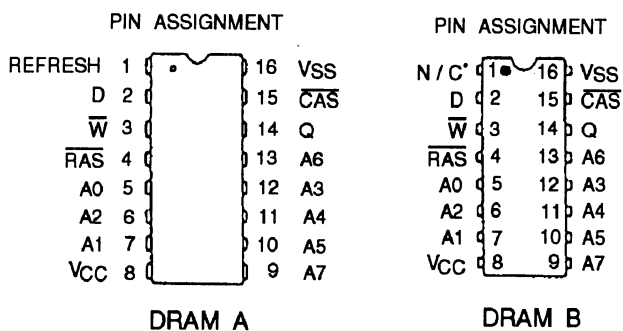 PIN ASSIGNMENT
REFRESH 1 16 VSS
D 2 15 CAS
W 3 14 Q
RAS 4 13 A6
A0 5 12 A3
A2 6 11 A4
A1 7 10 A5
VCC 8 9 A7
DRAM A
PIN ASSIGNMENT
N/C* 1 16 VSS
D 2 15 CAS
W 3 14 Q
RAS 4 13 A6
A0 5 12 A3
A2 6 11 A4
A1 7 10 A5
VCC 8 9 A7
DRAM B